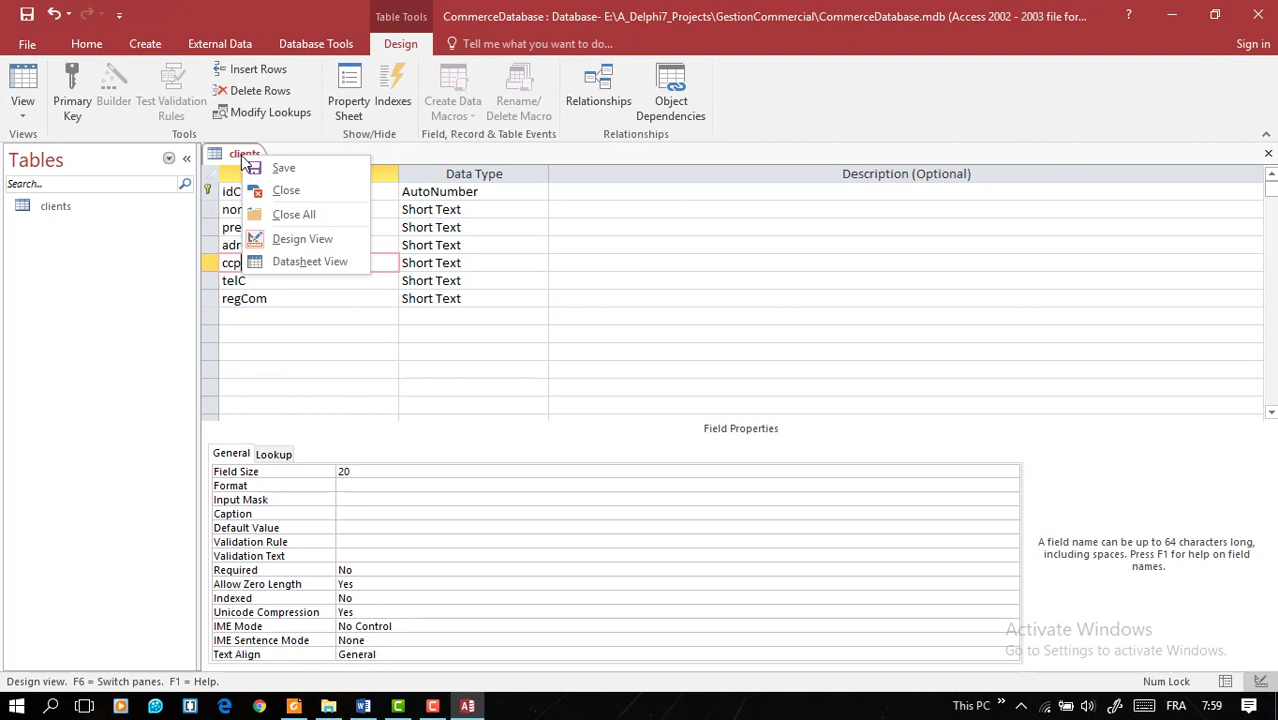 Table Tools
CommerceDatabase : Database- E:\A_Delphi7_Projects\GestionCommercial\CommerceDatabase.mdb (Access 2002 - 2003 file for...
?
File
Home
Create
External Data
Database Tools
Design
Tell me what you want to do...
Sign in
View
Primary
Key
Builder
Test Validation
Rules
Insert Rows
Delete Rows
Modify Lookups
Property
Sheet
Indexes
Create Data
Macros
Rename/
Delete Macro
Relationships
Object
Dependencies
Views
Tools
Show/Hide
Field, Record & Table Events
Relationships
Tables
Search...
clients
clients
Save
Close
Close All
Design View
Datasheet View
Data Type
Description (Optional)
AutoNumber
Short Text
Short Text
Short Text
ccp
Short Text
telC
Short Text
regCom
Short Text
Field Properties
General
Lookup
Field Size
20
Format
Input Mask
Caption
Default Value
Validation Rule
Validation Text
Required
No
Allow Zero Length
Yes
Indexed
No
Unicode Compression
Yes
IME Mode
No Control
IME Sentence Mode
None
Text Align
General
A field name can be up to 64 characters long,
including spaces. Press F1 for help on field
names.
Activate Windows
Go to Settings to activate Windows.
Design view. F6 = Switch panes. F1 = Help.
Num Lock
This PC
FRA
7:59